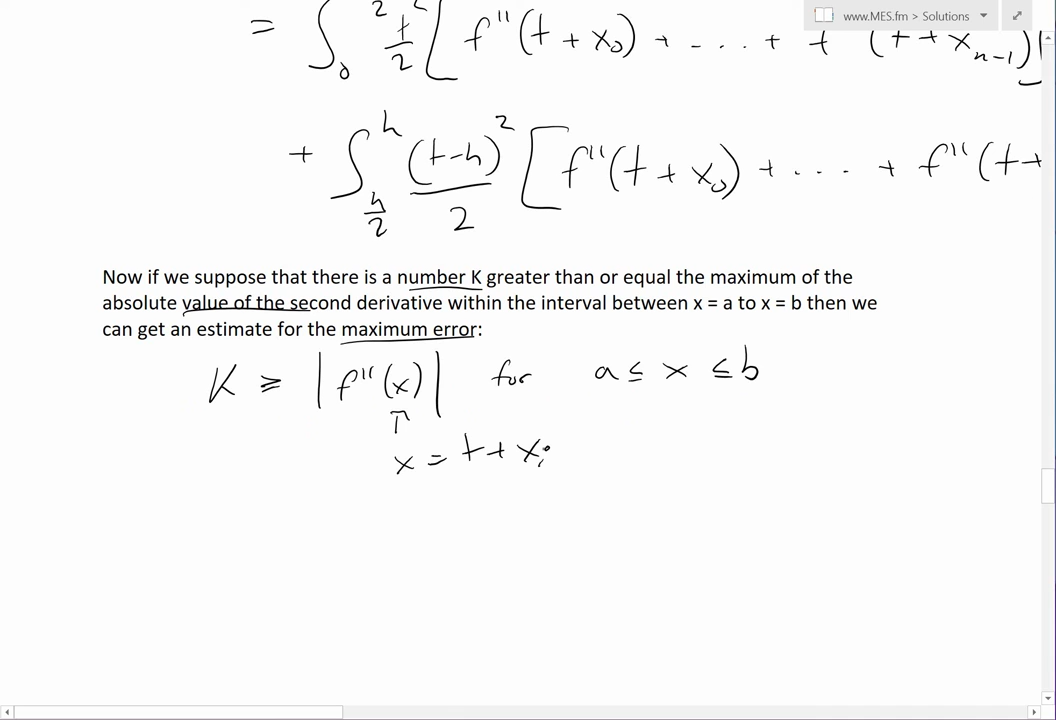 www.MES.fm > Solutions
= ∫₀ t²/2 [ f''(t + x₀) + ... + f''(t + xₙ₋₁) ]
+ ∫_{h/2}^{h} (t-h)²/2 [ f''(t + x₀) + ... + f''(t+
Now if we suppose that there is a number K greater than or equal the maximum of the
absolute value of the second derivative within the interval between x = a to x = b then we
can get an estimate for the maximum error:
K ≥ |f''(x)| for a ≤ x ≤ b
↑
x = t + xᵢ